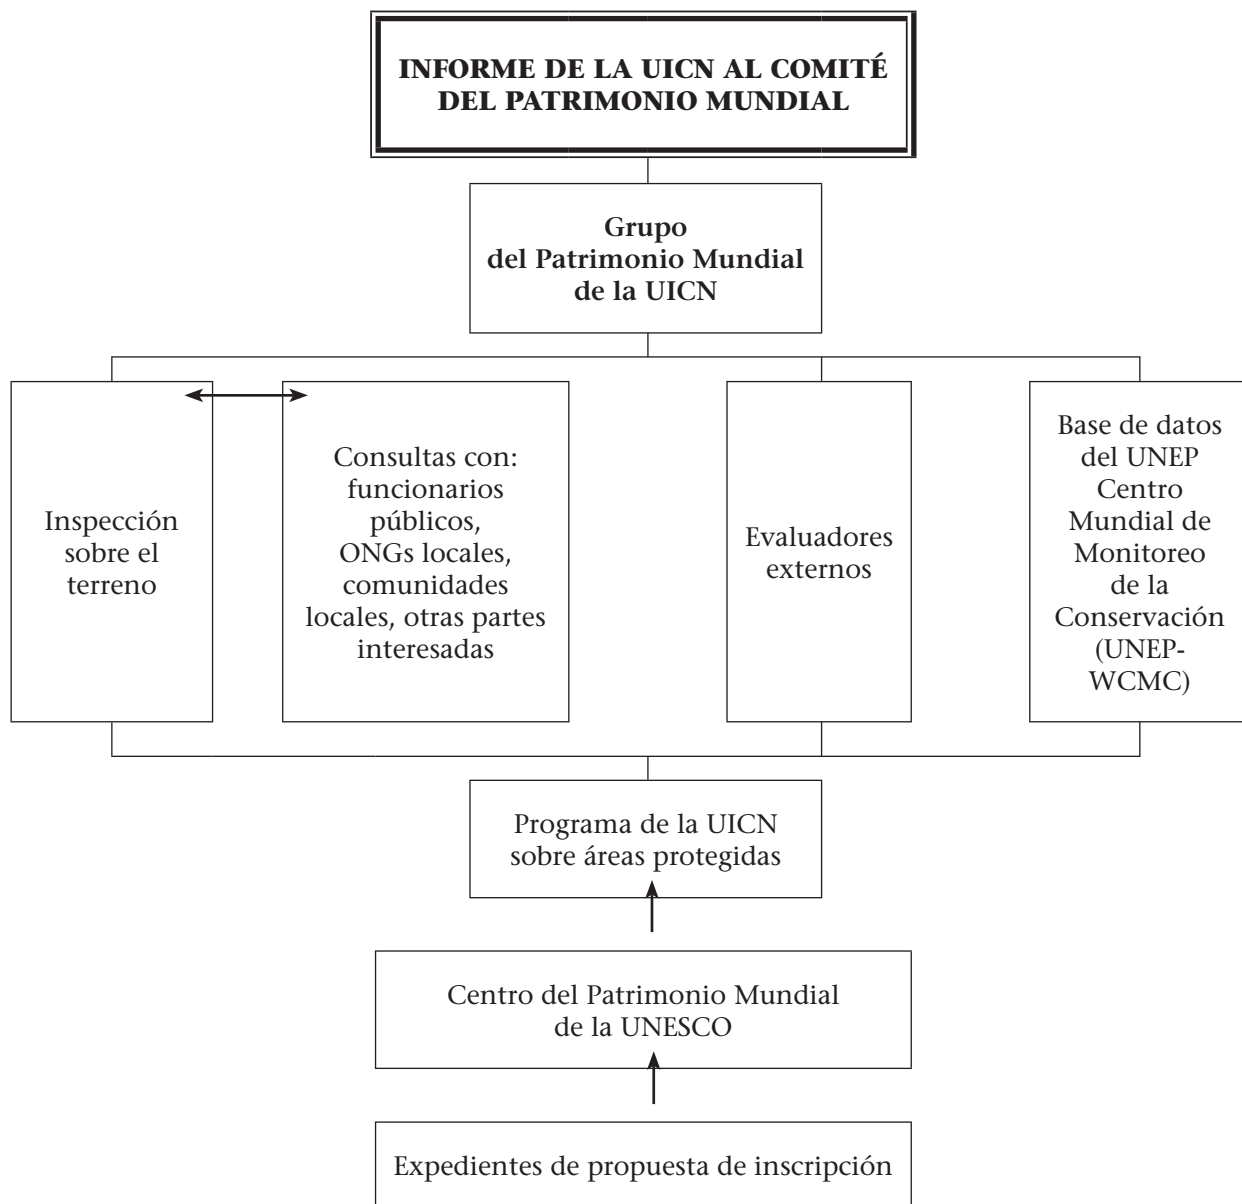 INFORME DE LA UICN AL COMITÉ
DEL PATRIMONIO MUNDIAL
Grupo
del Patrimonio Mundial
de la UICN
Inspección
sobre el
terreno
Consultas con:
funcionarios
públicos,
ONGs locales,
comunidades
locales, otras partes
interesadas
Evaluadores
externos
Base de datos
del UNEP
Centro
Mundial de
Monitoreo
de la
Conservación
(UNEP-
WCMC)
Programa de la UICN
sobre áreas protegidas
Centro del Patrimonio Mundial
de la UNESCO
Expedientes de propuesta de inscripción